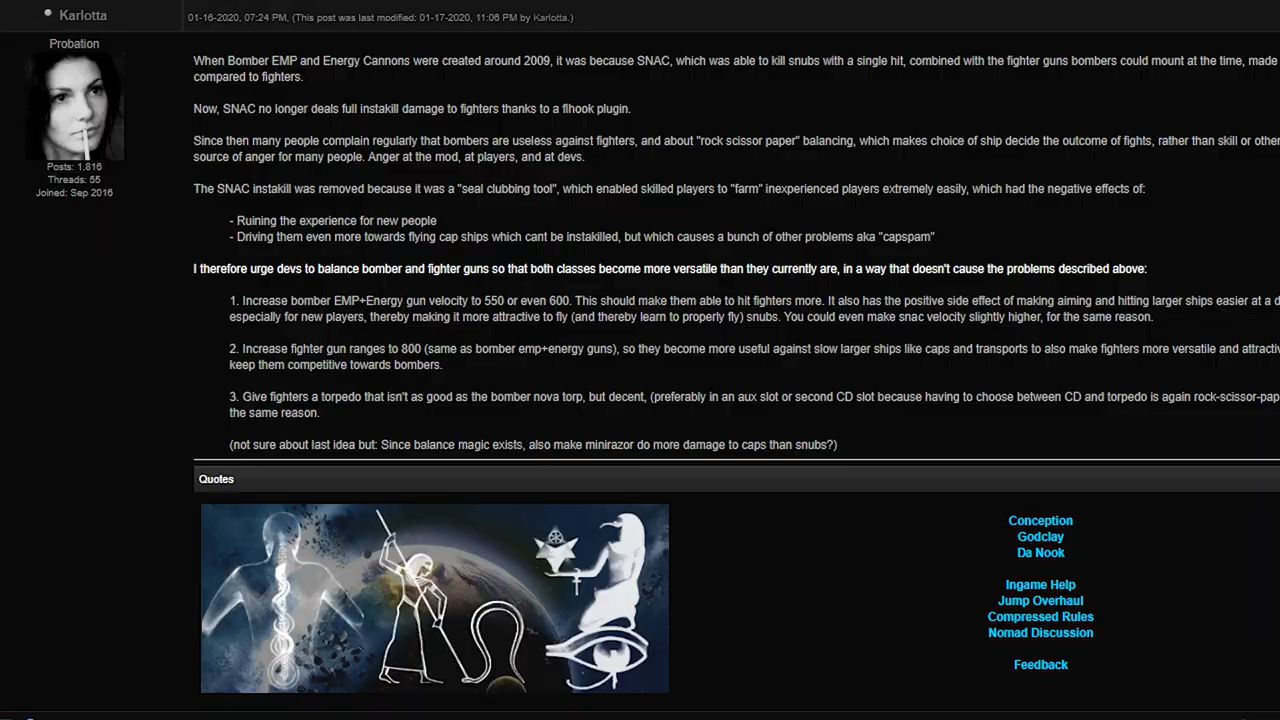 Karlotta
01-16-2020, 07:24 PM, (This post was last modified: 01-17-2020, 11:06 PM by Karlotta.)
Probation
Posts: 1,816
Threads: 55
Joined: Sep 2016
When Bomber EMP and Energy Cannons were created around 2009, it was because SNAC, which was able to kill snubs with a single hit, combined with the fighter guns bombers could mount at the time, made
compared to fighters.
Now, SNAC no longer deals full instakill damage to fighters thanks to a flhook plugin.
Since then many people complain regularly that bombers are useless against fighters, and about "rock scissor paper" balancing, which makes choice of ship decide the outcome of fights, rather than skill or other
source of anger for many people. Anger at the mod, at players, and at devs.
The SNAC instakill was removed because it was a "seal clubbing tool", which enabled skilled players to "farm" inexperienced players extremely easily, which had the negative effects of:
- Ruining the experience for new people
- Driving them even more towards flying cap ships which cant be instakilled, but which causes a bunch of other problems aka "capspam"
I therefore urge devs to balance bomber and fighter guns so that both classes become more versatile than they currently are, in a way that doesn't cause the problems described above:
1. Increase bomber EMP+Energy gun velocity to 550 or even 600. This should make them able to hit fighters more. It also has the positive side effect of making aiming and hitting larger ships easier at a d
especially for new players, thereby making it more attractive to fly (and thereby learn to properly fly) snubs. You could even make snac velocity slightly higher, for the same reason.
2. Increase fighter gun ranges to 800 (same as bomber emp+energy guns), so they become more useful against slow larger ships like caps and transports to also make fighters more versatile and attractiv
keep them competitive towards bombers.
3. Give fighters a torpedo that isn't as good as the bomber nova torp, but decent, (preferably in an aux slot or second CD slot because having to choose between CD and torpedo is again rock-scissor-pap
the same reason.
(not sure about last idea but: Since balance magic exists, also make minirazor do more damage to caps than snubs?)
Quotes
Conception
Godclay
Da Nook
Ingame Help
Jump Overhaul
Compressed Rules
Nomad Discussion
Feedback